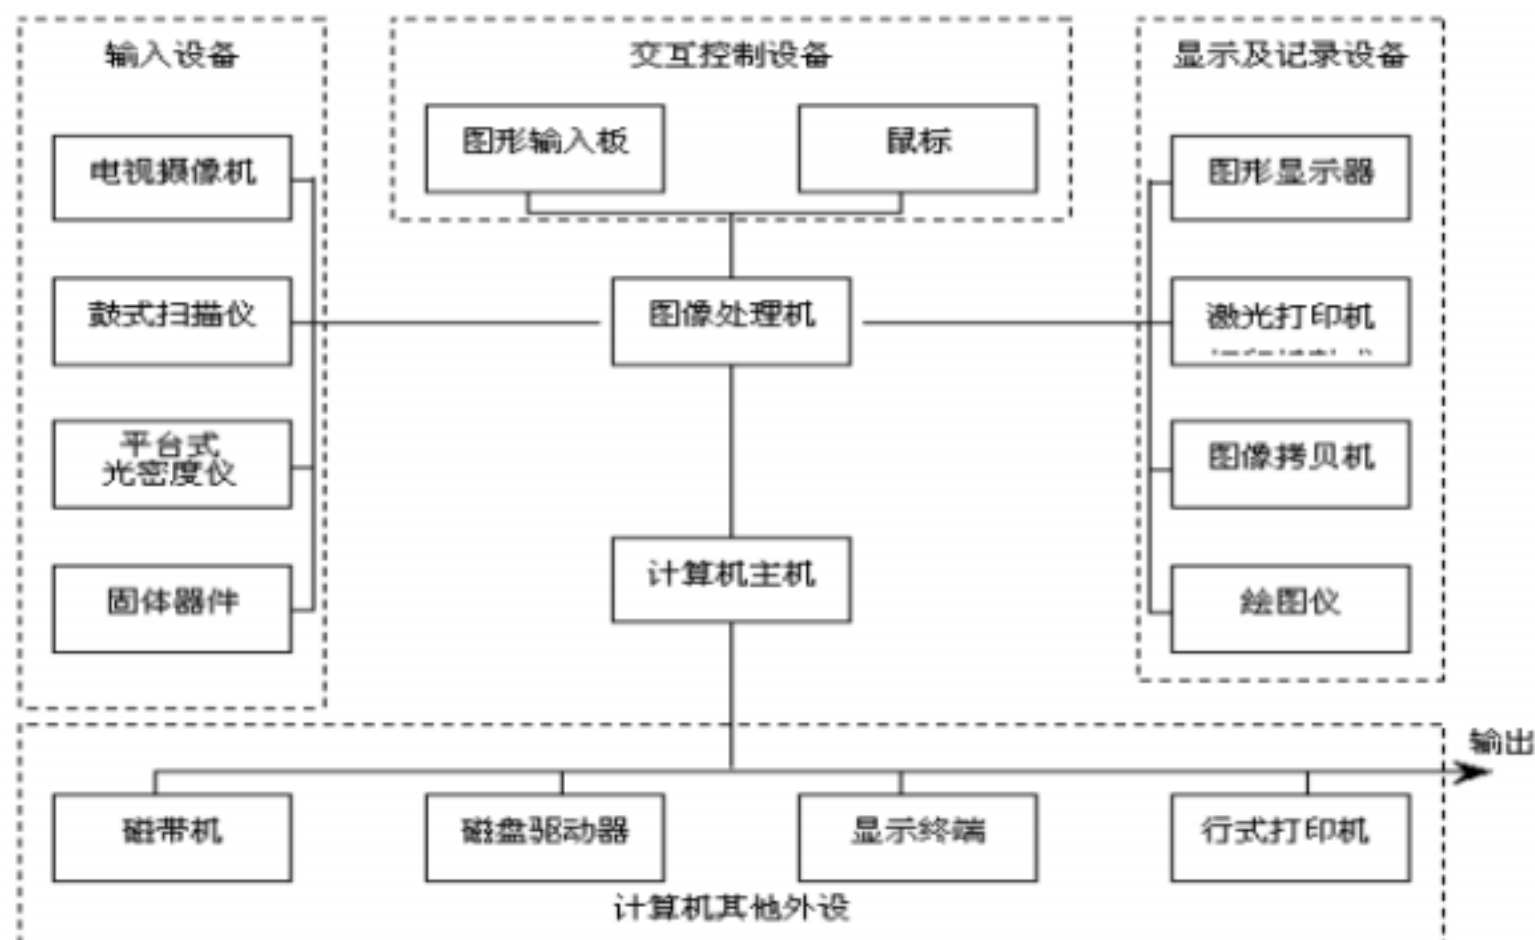 输入设备
交互控制设备
显示及记录设备
图形输入板
鼠标
电视摄像机
图形显示器
鼓式扫描仪
图像处理机
激光打印机
平台式
光密度仪
图像拷贝机
计算机主机
固体器件
绘图仪
输出
磁带机
磁盘驱动器
显示终端
行式打印机
计算机其他外设